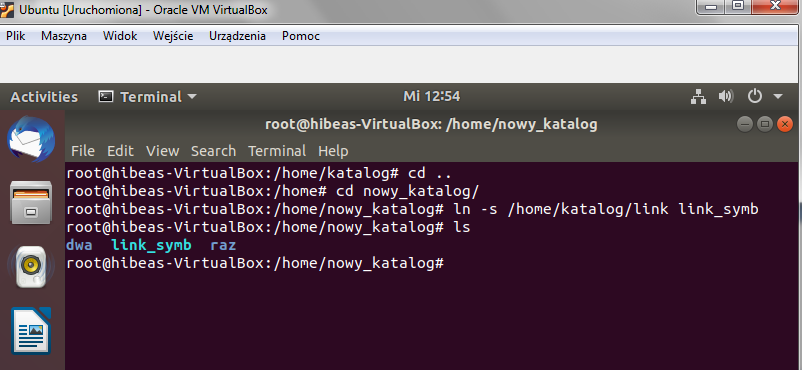 Ubuntu [Uruchomiona] - Oracle VM VirtualBox
Plik Maszyna Widok Wejście Urządzenia Pomoc
Activities Terminal Mi 12:54
root@hibeas-VirtualBox: /home/nowy_katalog
File Edit View Search Terminal Help
root@hibeas-VirtualBox:/home/katalog# cd ..
root@hibeas-VirtualBox:/home# cd nowy_katalog/
root@hibeas-VirtualBox:/home/nowy_katalog# ln -s /home/katalog/link link_symb
root@hibeas-VirtualBox:/home/nowy_katalog# ls
dwa link_symb raz
root@hibeas-VirtualBox:/home/nowy_katalog#